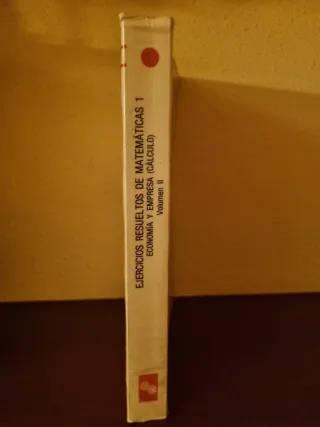 EJERCICIOS RESUELTOS DE MATEMÁTICAS 1
ECONOMÍA Y EMPRESA (CÁLCULO)
Volumen II